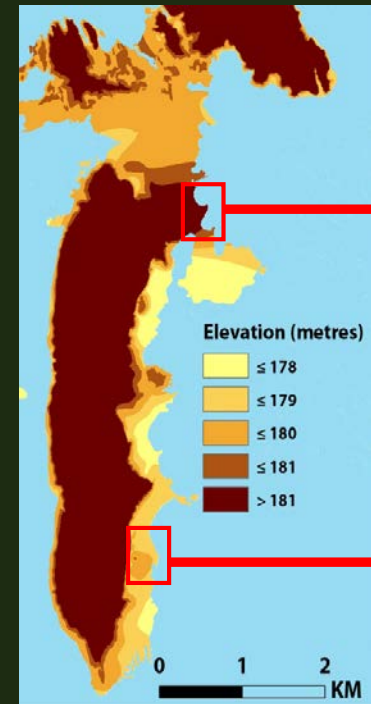 Elevation (metres)
≤ 178
≤ 179
≤ 180
≤ 181
> 181
0 1 2
KM